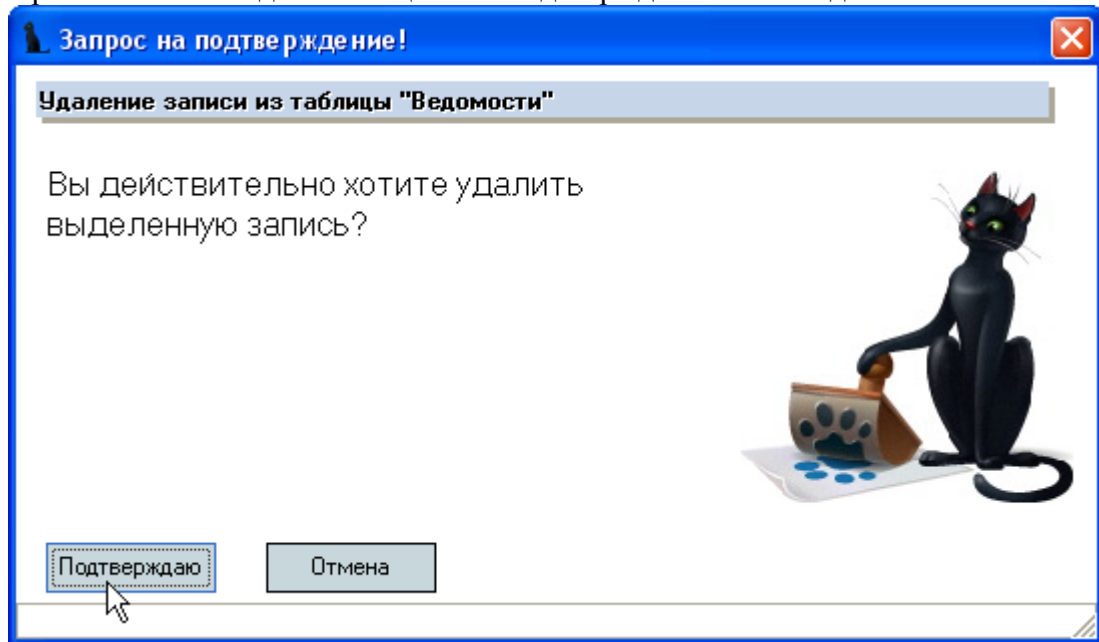 Запрос на подтверждение!
Удаление записи из таблицы "Ведомости"
Вы действительно хотите удалить
выделенную запись?
Подтверждаю
Отмена